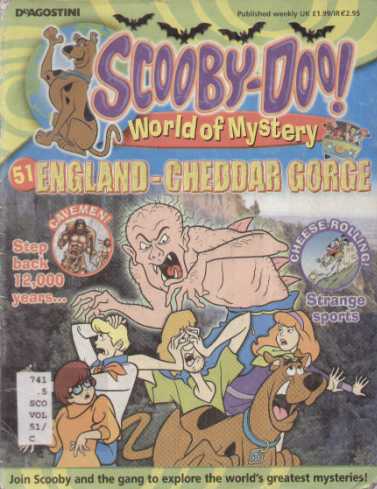 DeAGOSTINI
Published weekly UK £1.99/IR€2.95
SCOOBY-DOO!
World of Mystery
51 ENGLAND - CHEDDAR GORGE
CAVEMEN!
Step
back
12,000
years...
CHEESE ROLLING!
Strange
sports
741
.5
SCO
VOL
51/
C
Join Scooby and the gang to explore the world's greatest mysteries!